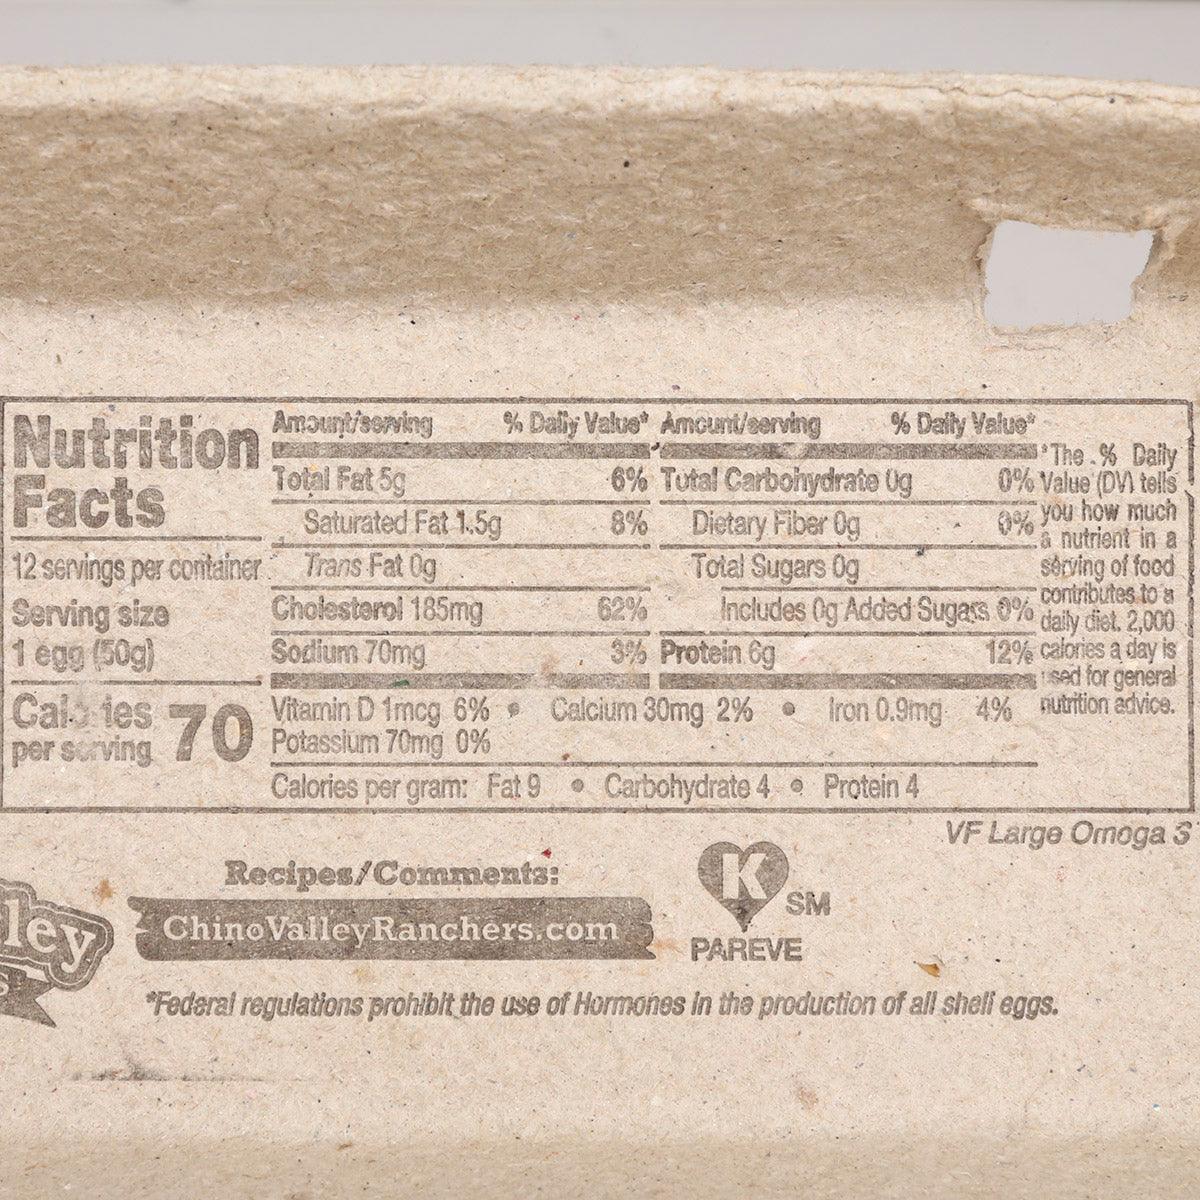 Nutrition
Facts
12 servings per container
Serving size
1 egg (50g)
Calories
per serving 70
Amount/serving % Daily Value*
Total Fat 5g 6%
Saturated Fat 1.5g 8%
Trans Fat 0g
Cholesterol 185mg 62%
Sodium 70mg 3%
Amount/serving % Daily Value*
Total Carbohydrate 0g 0%
Dietary Fiber 0g 0%
Total Sugars 0g
Includes 0g Added Sugars 0%
Protein 6g 12%
Vitamin D 1mcg 6% • Calcium 30mg 2% • Iron 0.9mg 4%
Potassium 70mg 0%
Calories per gram: Fat 9 • Carbohydrate 4 • Protein 4
*The % Daily
Value (DV) tells
you how much
a nutrient in a
serving of food
contributes to a
daily diet. 2,000
calories a day is
used for general
nutrition advice.
VF Large Omega S
Recipes/Comments:
ChinoValleyRanchers.com
K
SM
PAREVE
lley
S
*Federal regulations prohibit the use of Hormones in the production of all shell eggs.